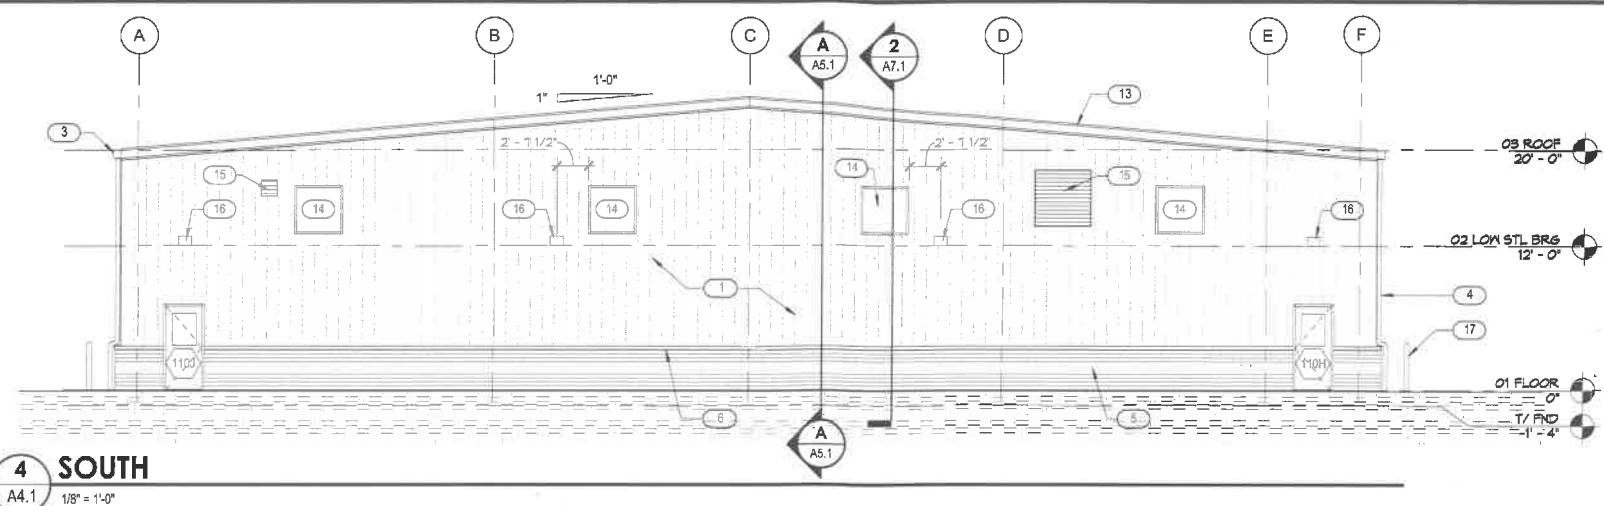 A B C D E F
A
A5.1
2
A7.1
1'-0"
1"
13
3
2' - 7 1/2"
2' - 7 1/2"
03 ROOF
20' - 0"
15
14
15
14
14
14
16
16
16
16
02 LOW STL BRG
12' - 0"
1
4
17
110J
110H
01 FLOOR
0"
6
5
T/ FND
-1' - 4"
A
A5.1
4
A4.1
SOUTH
1/8" = 1'-0"